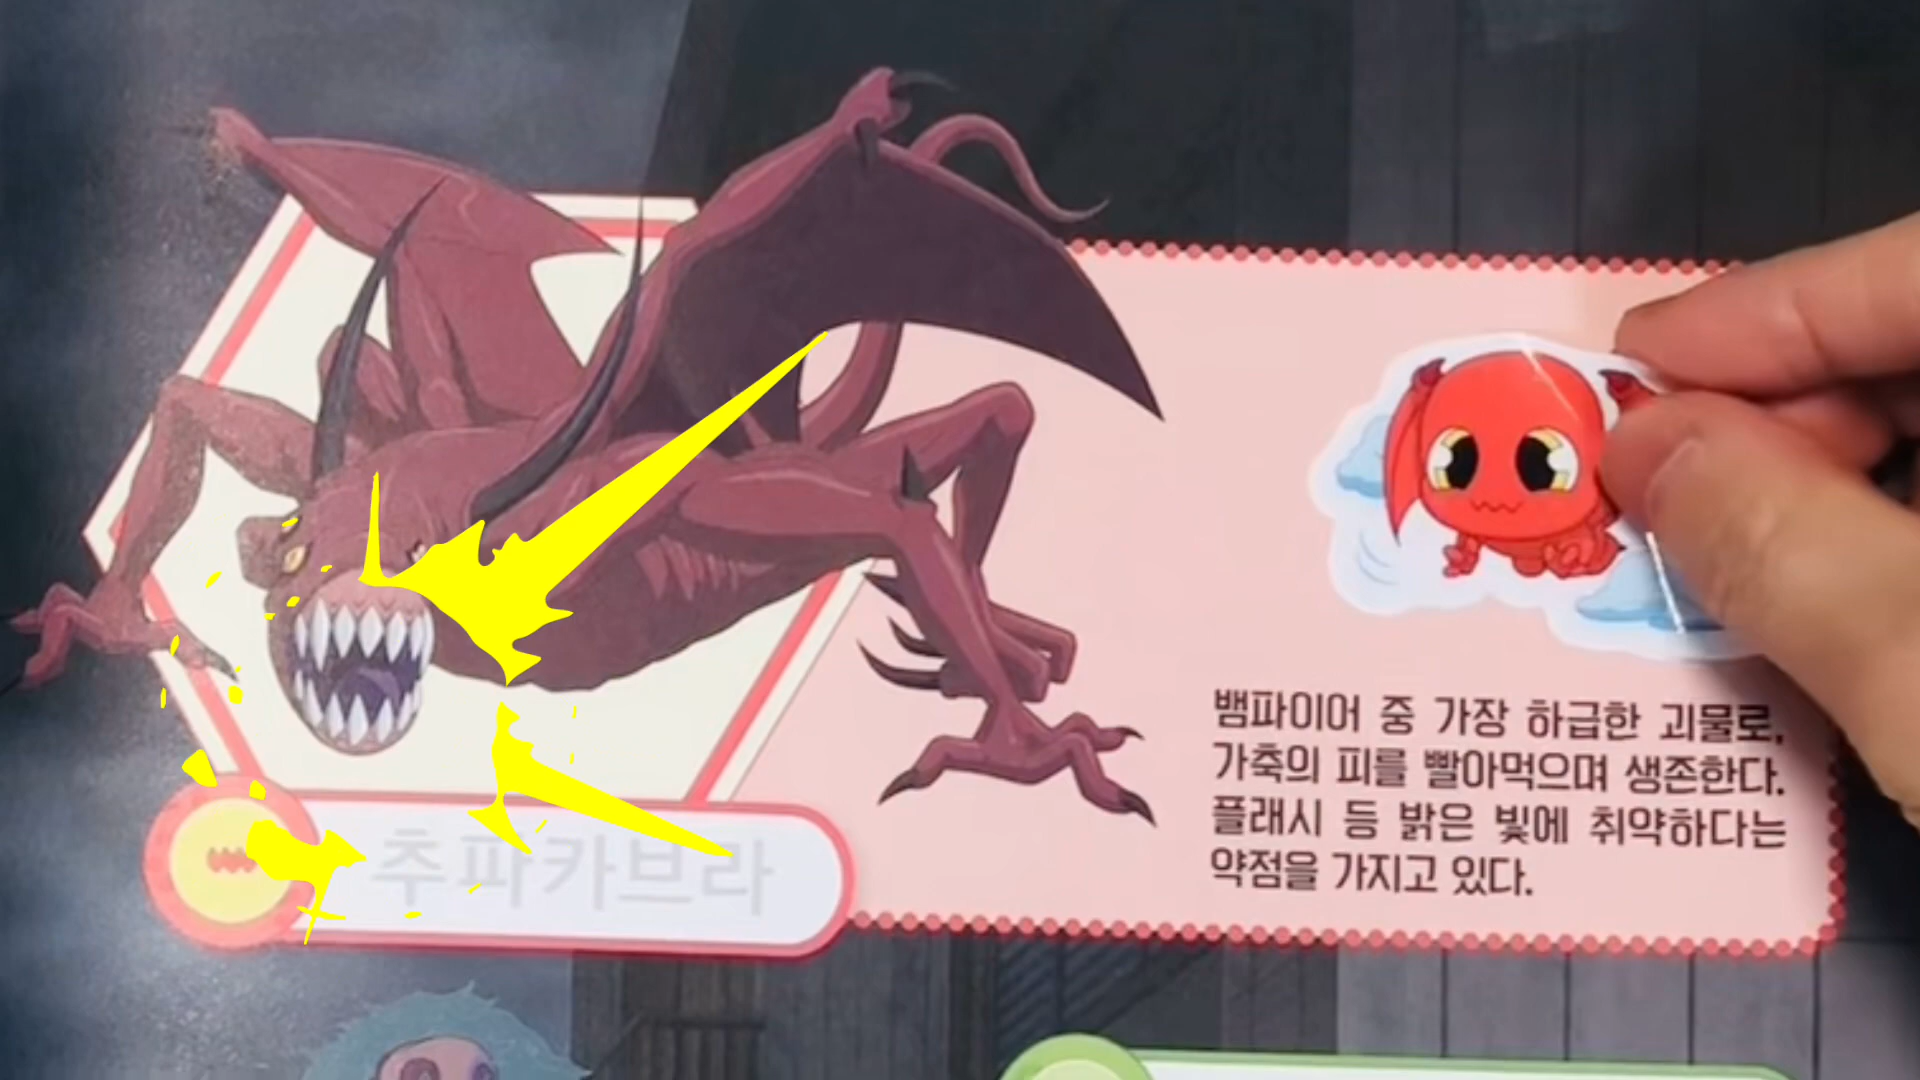 추파카브라
뱀파이어 중 가장 하급한 괴물로,
가축의 피를 빨아먹으며 생존한다.
플래시 등 밝은 빛에 취약하다는
약점을 가지고 있다.